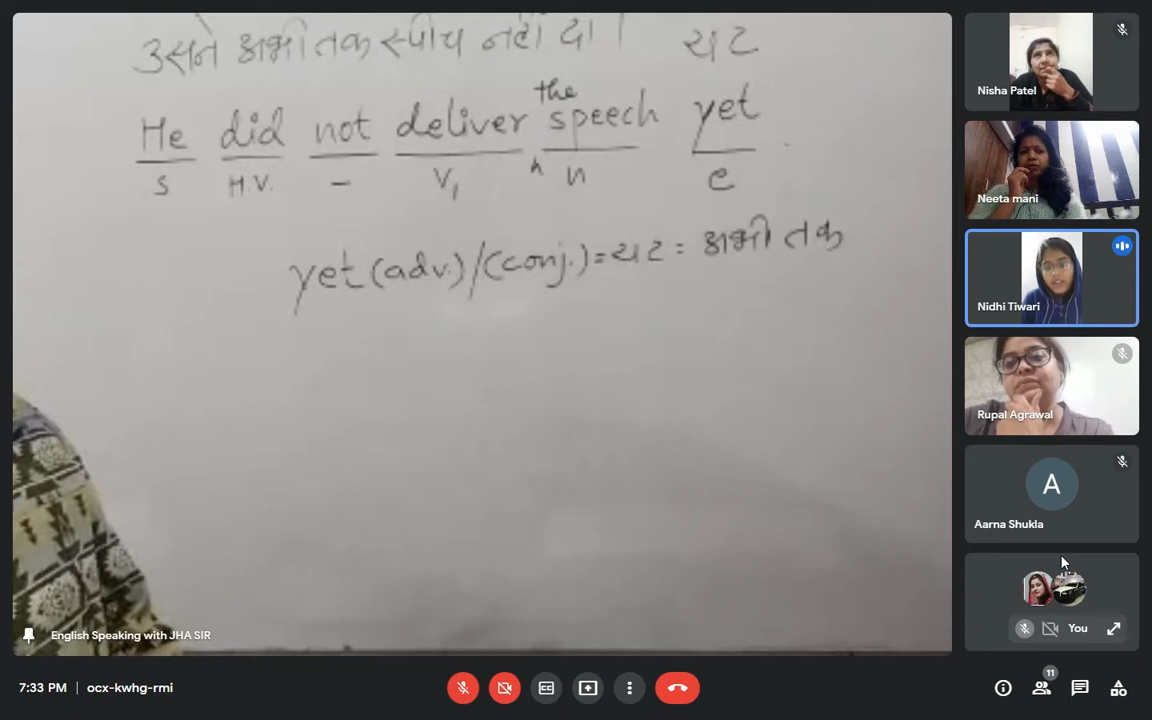 उसने अभी तक स्पीच नहीं दी। यट
the
He did not deliver speech yet.
S H.V. – V₁ ^ n e
yet (adv.)/(conj.) = यट = अभी तक
English Speaking with JHA SIR
Nisha Patel
Neeta mani
Nidhi Tiwari
Rupal Agrawal
A
Aarna Shukla
You
7:33 PM | ocx-kwhg-rmi
11